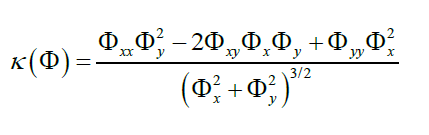 κ(Φ) = (Φ_xx Φ_y^2 − 2Φ_xy Φ_x Φ_y + Φ_yy Φ_x^2) / (Φ_x^2 + Φ_y^2)^{3/2}